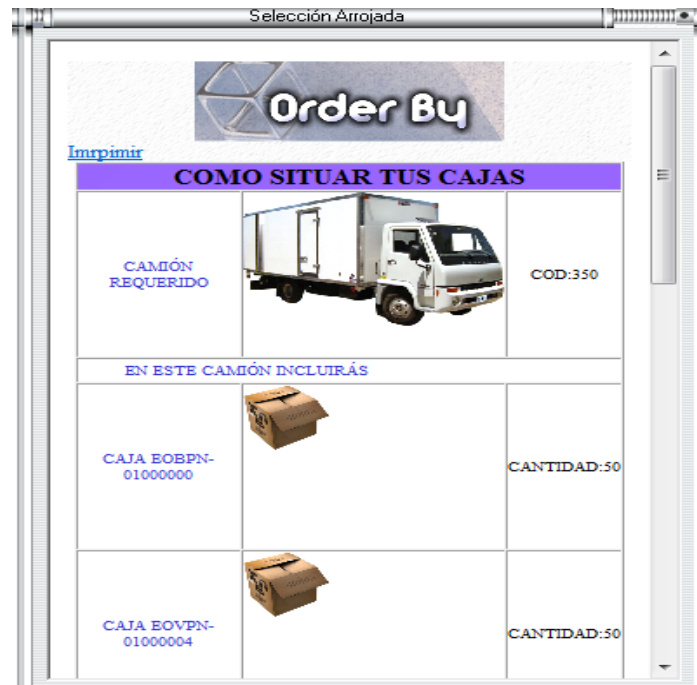 Selección Arrojada
Order By
Imrpimir
COMO SITUAR TUS CAJAS
CAMIÓN
REQUERIDO
COD:350
EN ESTE CAMIÓN INCLUIRÁS
CAJA EOBPN-
01000000
CANTIDAD:50
CAJA EOVPN-
01000004
CANTIDAD:50